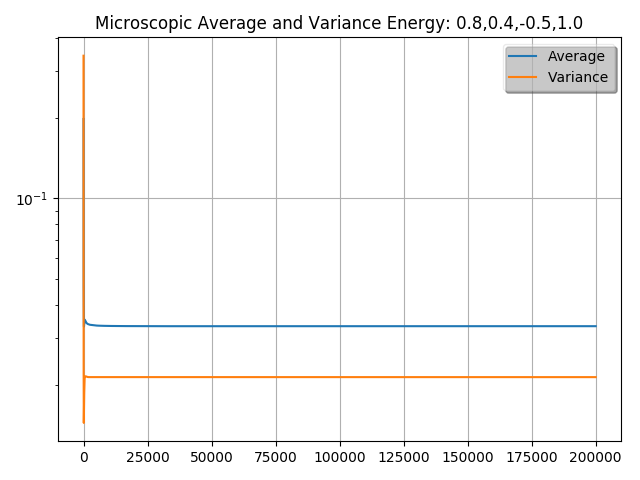 Microscopic Average and Variance Energy: 0.8,0.4,-0.5,1.0
Average
Variance
10⁻¹
0 25000 50000 75000 100000 125000 150000 175000 200000